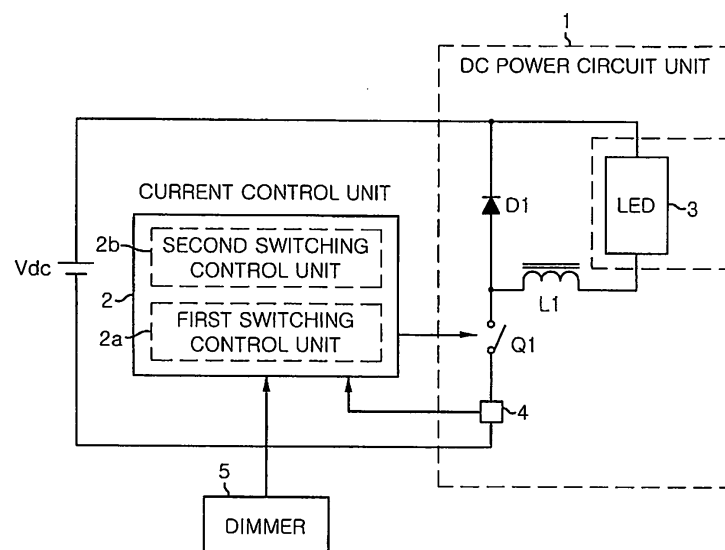 1
DC POWER CIRCUIT UNIT
CURRENT CONTROL UNIT
2b
SECOND SWITCHING
CONTROL UNIT
D1
LED
3
Vdc
2
2a
FIRST SWITCHING
CONTROL UNIT
L1
Q1
4
5
DIMMER